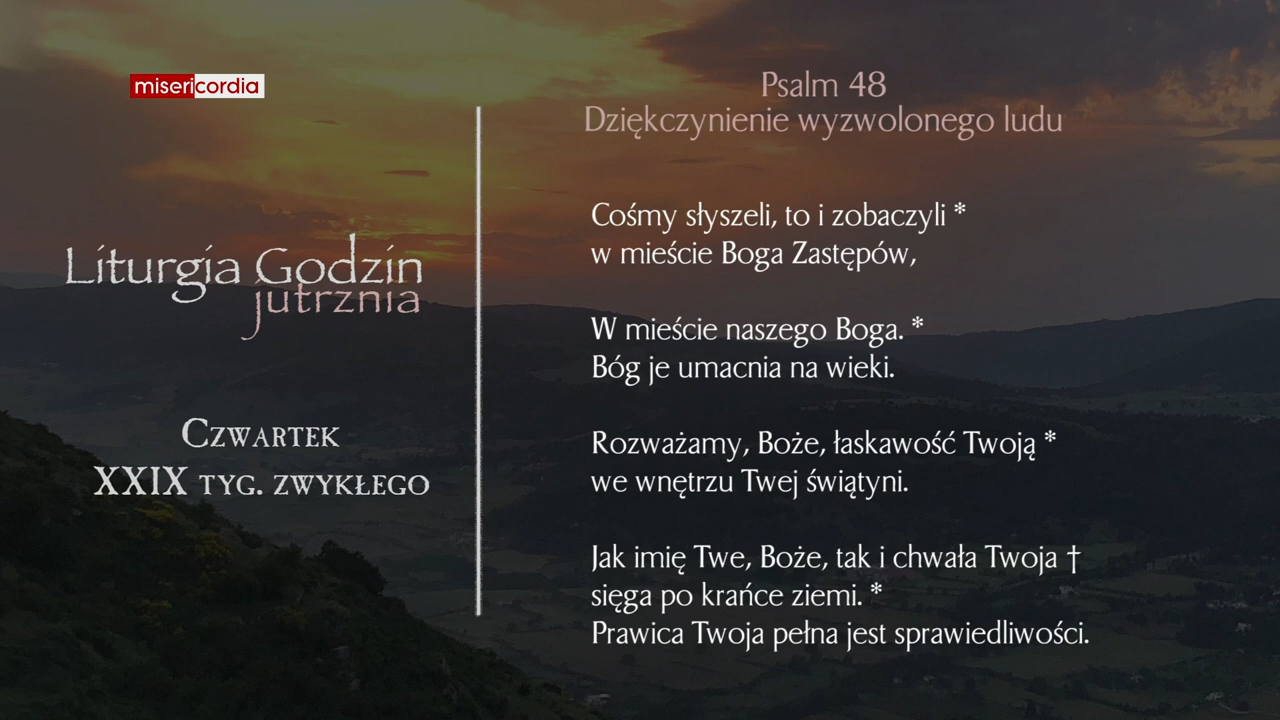 misericordia
Liturgia Godzin
jutrznia
Czwartek
XXIX tyg. zwykłego
Psalm 48
Dziękczynienie wyzwolonego ludu
Cośmy słyszeli, to i zobaczyli *
w mieście Boga Zastępów,
W mieście naszego Boga. *
Bóg je umacnia na wieki.
Rozważamy, Boże, łaskawość Twoją *
we wnętrzu Twej świątyni.
Jak imię Twe, Boże, tak i chwała Twoja †
sięga po krańce ziemi. *
Prawica Twoja pełna jest sprawiedliwości.